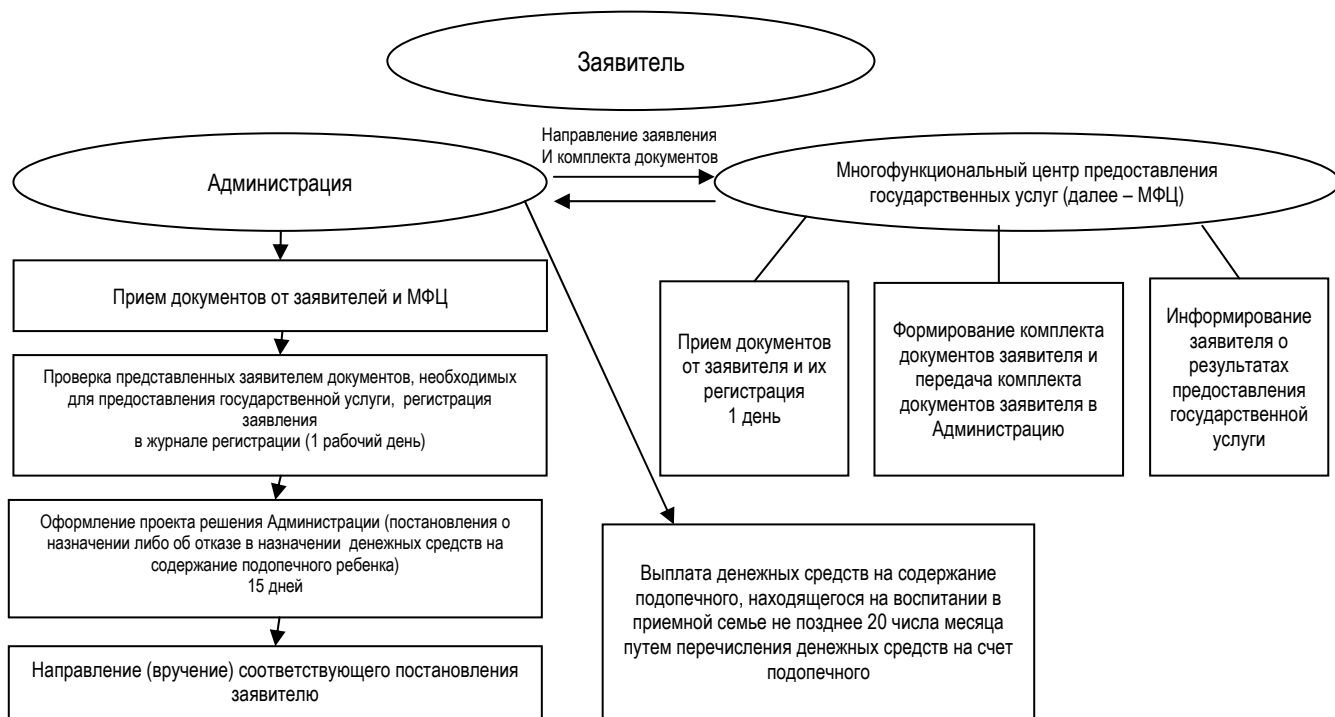 Заявитель
Направление заявления
И комплекта документов
Администрация
Многофункциональный центр предоставления
государственных услуг (далее – МФЦ)
Прием документов от заявителей и МФЦ
Проверка представленных заявителем документов, необходимых
для предоставления государственной услуги, регистрация
заявления
в журнале регистрации (1 рабочий день)
Оформление проекта решения Администрации (постановления о
назначении либо об отказе в назначении денежных средств на
содержание подопечного ребенка)
15 дней
Направление (вручение) соответствующего постановления
заявителю
Прием документов
от заявителя и их
регистрация
1 день
Формирование комплекта
документов заявителя и
передача комплекта
документов заявителя в
Администрацию
Информирование
заявителя о
результатах
предоставления
государственной
услуги
Выплата денежных средств на содержание
подопечного, находящегося на воспитании в
приемной семье не позднее 20 числа месяца
путем перечисления денежных средств на счет
подопечного